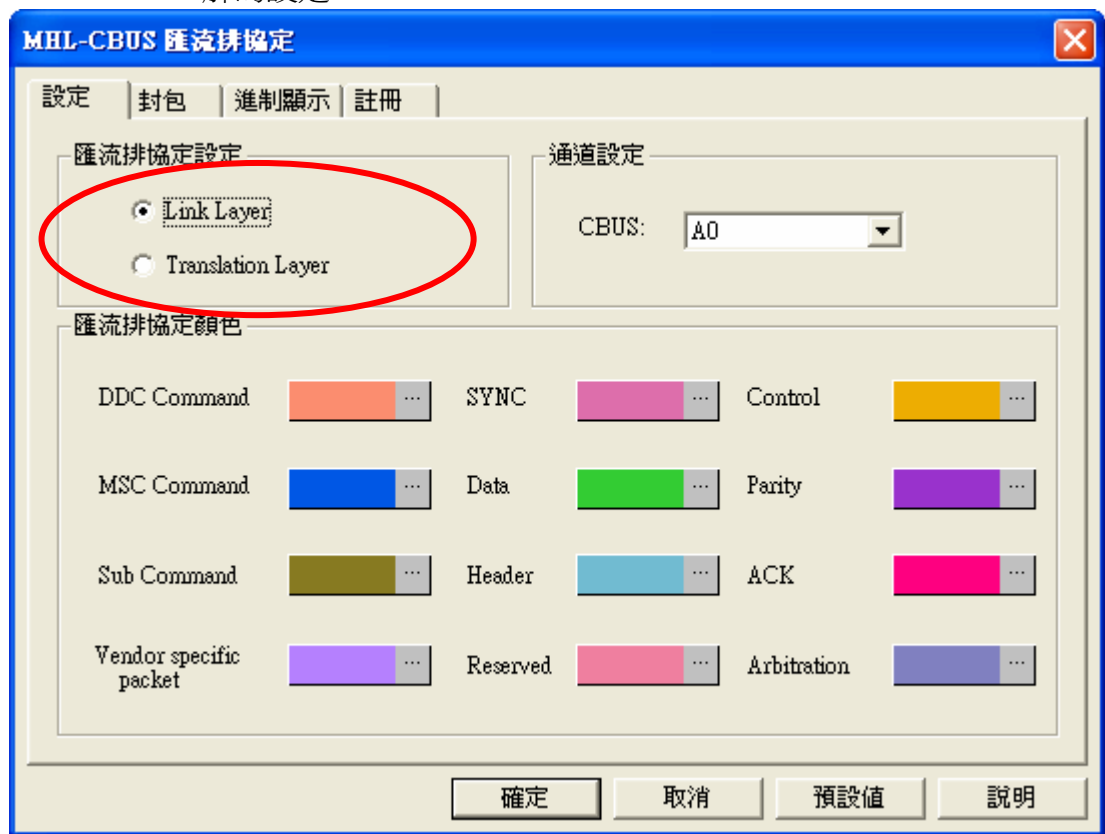 MHL-CBUS 匯流排協定
設定 封包 進制顯示 註冊
匯流排協定設定 通道設定
Link Layer
CBUS: A0
Translation Layer
匯流排協定顏色
DDC Command ... SYNC ... Control ...
MSC Command ... Data ... Parity ...
Sub Command ... Header ... ACK ...
Vendor specific
packet ... Reserved ... Arbitration ...
確定 取消 預設值 說明